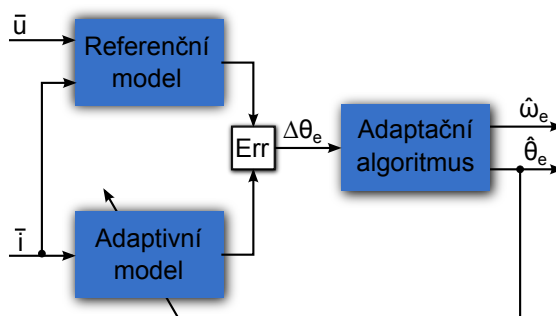 ū
Referenční
model
Err
Δθₑ
Adaptační
algoritmus
ω̂ₑ
θ̂ₑ
ī
Adaptivní
model